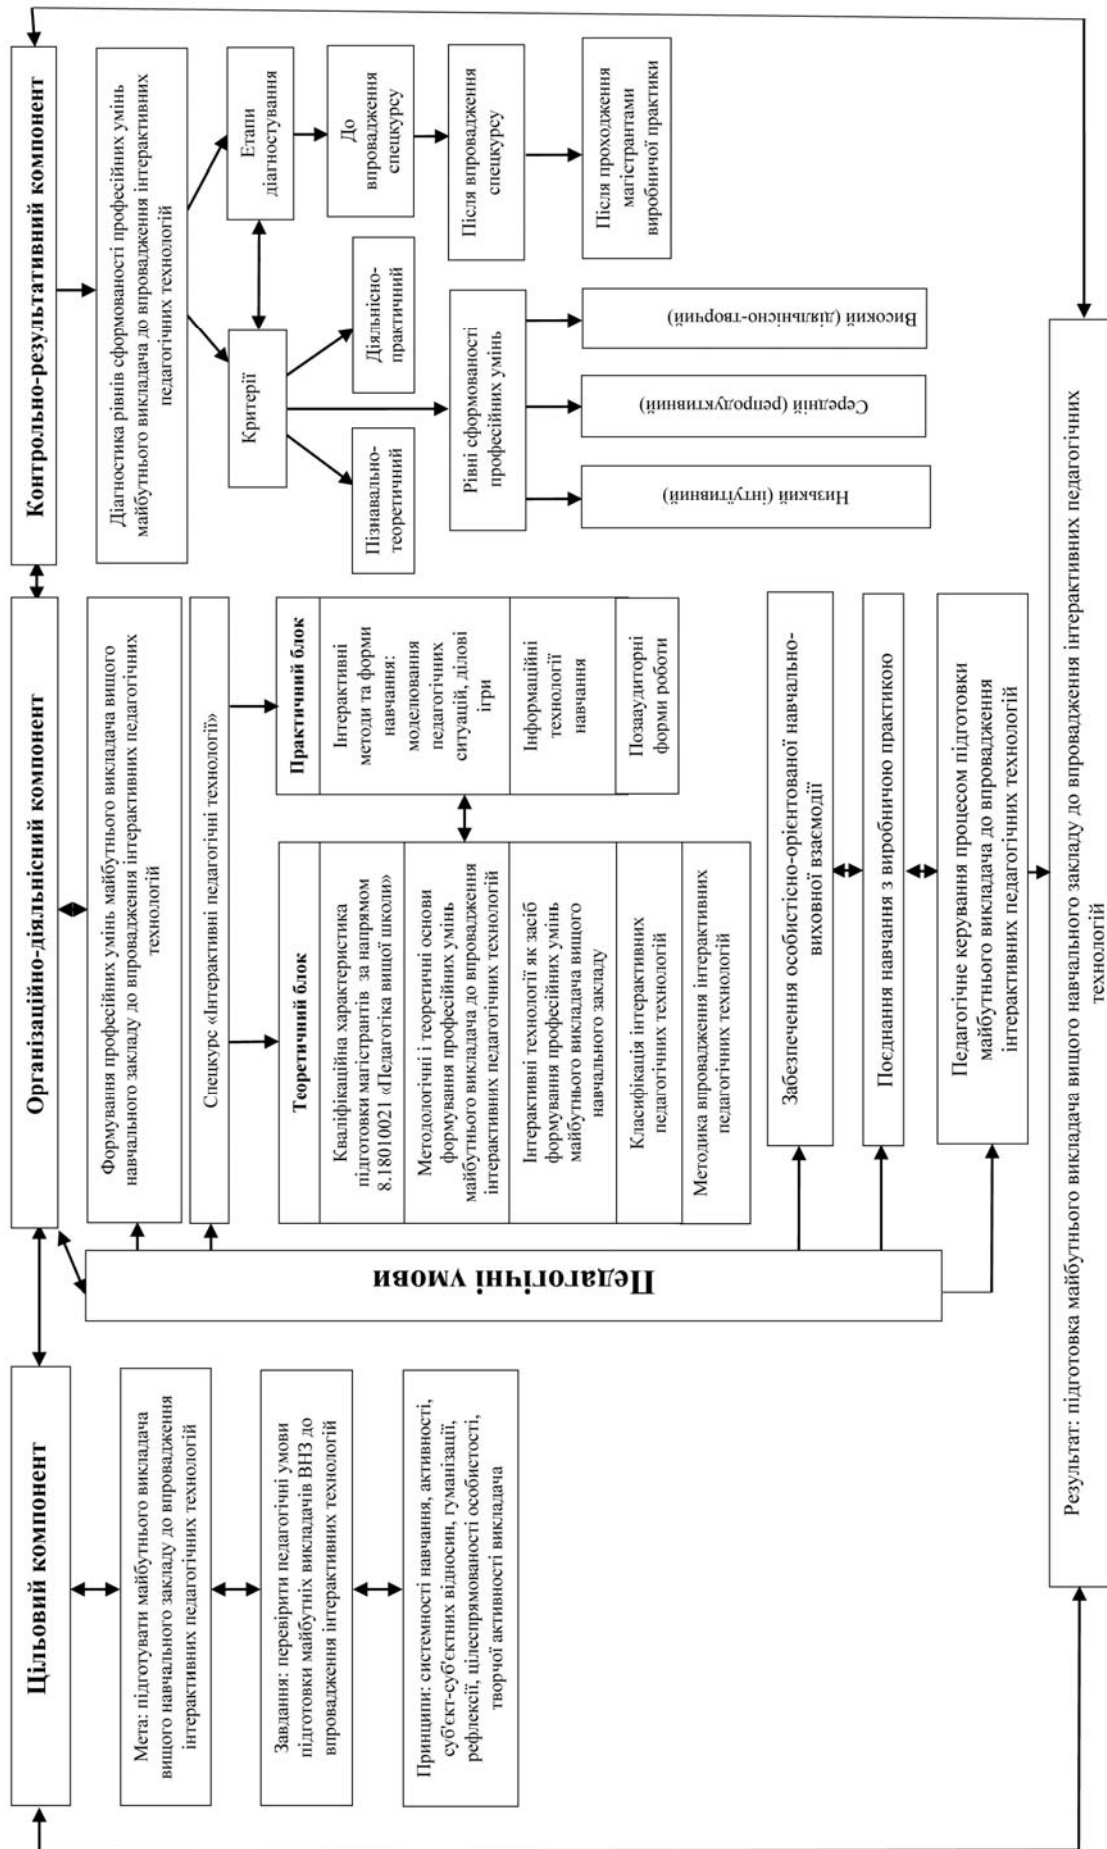 Цільовий компонент
Мета: підготувати майбутнього викладача
вищого навчального закладу до впровадження
інтерактивних педагогічних технологій
Завдання: перевірити педагогічні умови
підготовки майбутніх викладачів ВНЗ до
впровадження інтерактивних технологій
Принципи: системності навчання, активності,
суб'єкт-суб'єктних відносин, гуманізації,
рефлексії, цілеспрямованості особистості,
творчої активності викладача
Педагогічні умови
Організаційно-діяльнісний компонент
Формування професійних умінь майбутнього викладача вищого
навчального закладу до впровадження інтерактивних педагогічних
технологій
Спецкурс «Інтерактивні педагогічні технології»
Теоретичний блок
Кваліфікаційна характеристика
підготовки магістрантів за напрямом
8.18010021 «Педагогіка вищої школи»
Методологічні і теоретичні основи
формування професійних умінь
майбутнього викладача до впровадження
інтерактивних педагогічних технологій
Інтерактивні технології як засіб
формування професійних умінь
майбутнього викладача вищого
навчального закладу
Класифікація інтерактивних
педагогічних технологій
Методика впровадження інтерактивних
педагогічних технологій
Практичний блок
Інтерактивні
методи та форми
навчання:
моделювання
педагогічних
ситуацій, ділові
ігри
Інформаційні
технології
навчання
Позааудиторні
форми роботи
Забезпечення особистісно-орієнтованої навчально-
виховної взаємодії
Поєднання навчання з виробничою практикою
Педагогічне керування процесом підготовки
майбутнього викладача до впровадження
інтерактивних педагогічних технологій
Контрольно-результативний компонент
Діагностика рівнів сформованості професійних умінь
майбутнього викладача до впровадження інтерактивних
педагогічних технологій
Критерії
Етапи
діагностування
Пізнавально-
теоретичний
Діяльнісно-
практичний
До
впровадження
спецкурсу
Рівні сформованості
професійних умінь
Після впровадження
спецкурсу
Низький (інтуїтивний)
Середній (репродуктивний)
Високий (діяльнісно-творчий)
Після проходження
магістрантами
виробничої практики
Результат: підготовка майбутнього викладача вищого навчального закладу до впровадження інтерактивних педагогічних
технологій